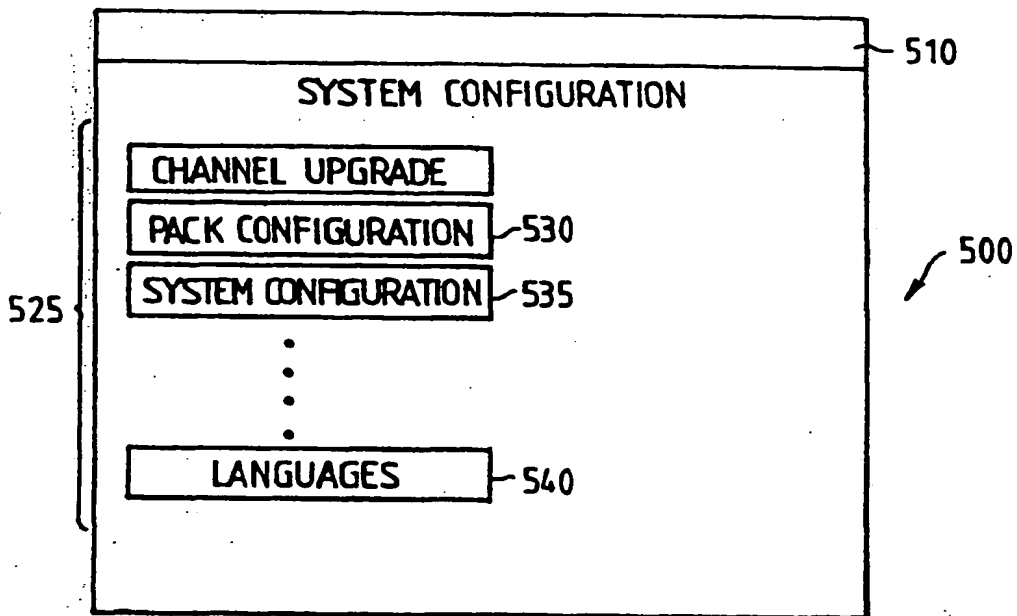 510
SYSTEM CONFIGURATION
CHANNEL UPGRADE
PACK CONFIGURATION 530
500
SYSTEM CONFIGURATION 535
525
LANGUAGES 540